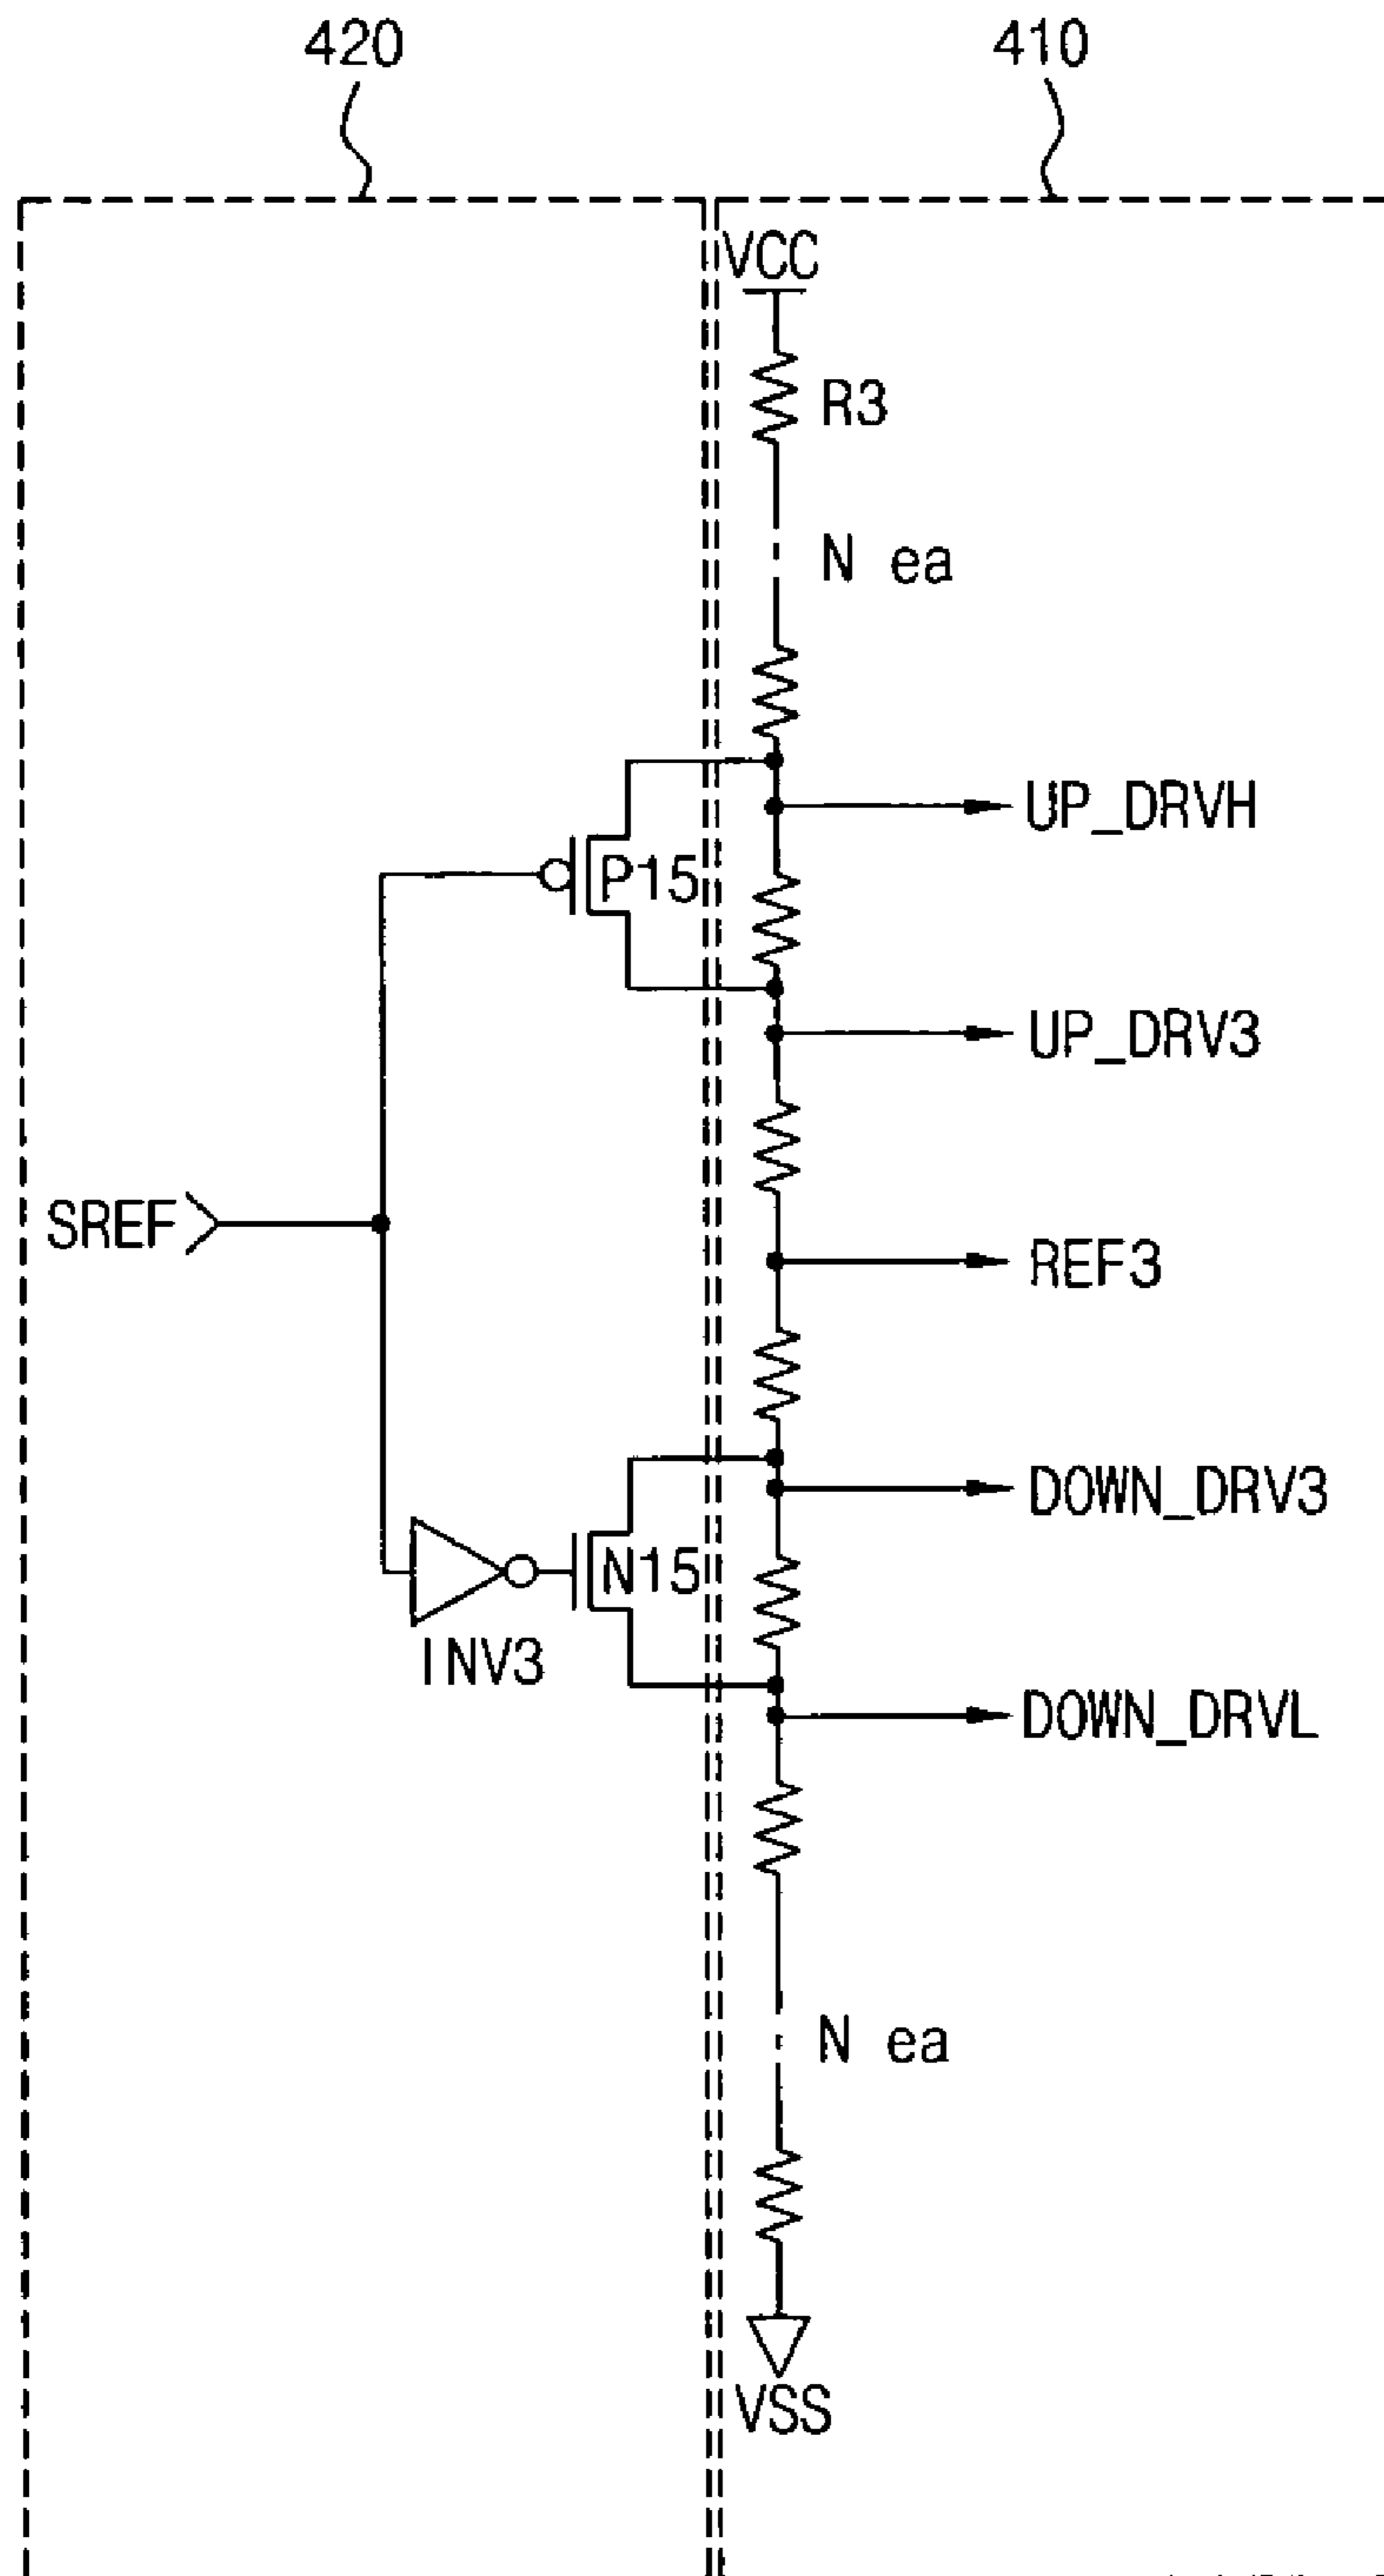 420
410
VCC
R3
N ea
UP_DRVH
P15
UP_DRV3
SREF
REF3
DOWN_DRV3
N15
INV3
DOWN_DRVL
N ea
VSS